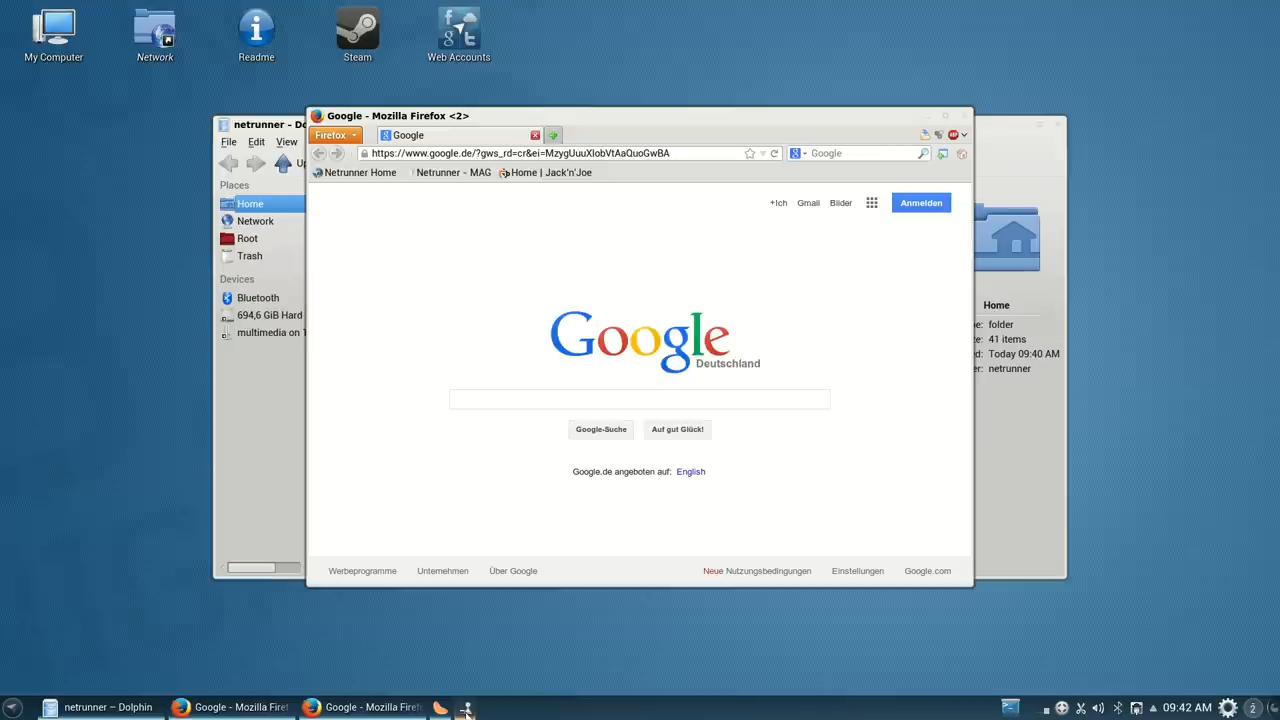 My Computer
Network
Readme
Steam
Web Accounts
netrunner – Do
Google - Mozilla Firefox <2>
File Edit View
Firefox
Google
https://www.google.de/?gws_rd=cr&ei=MzygUuuXIobVtAaQuoGwBA
Google
Netrunner Home
Netrunner - MAG
Home | Jack'n'Joe
Places
Home
Network
Root
Trash
Devices
Bluetooth
694,6 GiB Hard
multimedia on
+Ich Gmail Bilder
Anmelden
Google
Deutschland
Google-Suche
Auf gut Glück!
Google.de angeboten auf: English
Werbeprogramme Unternehmen Über Google
Neue Nutzungsbedingungen Einstellungen Google.com
Home
folder
41 items
Today 09:40 AM
netrunner
netrunner – Dolphin
Google - Mozilla Firef
Google - Mozilla Firef
09:42 AM
2